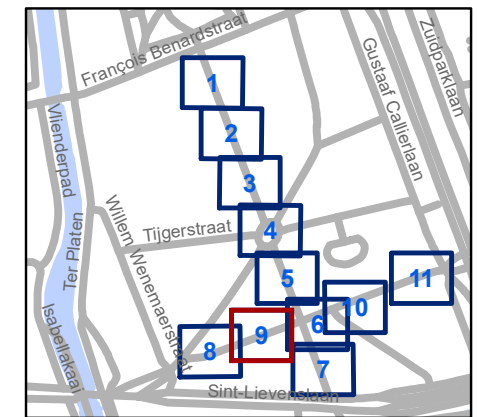 François Benardstraat
Zuidparklaan
Gustaaf Callierlaan
1
Vlienderpad
2
3
Willem Wenemaerstraat
Ter Platen
Tijgerstraat
4
5
11
10
Isabellakaai
9
6
8
7
Sint-Lievenslaan